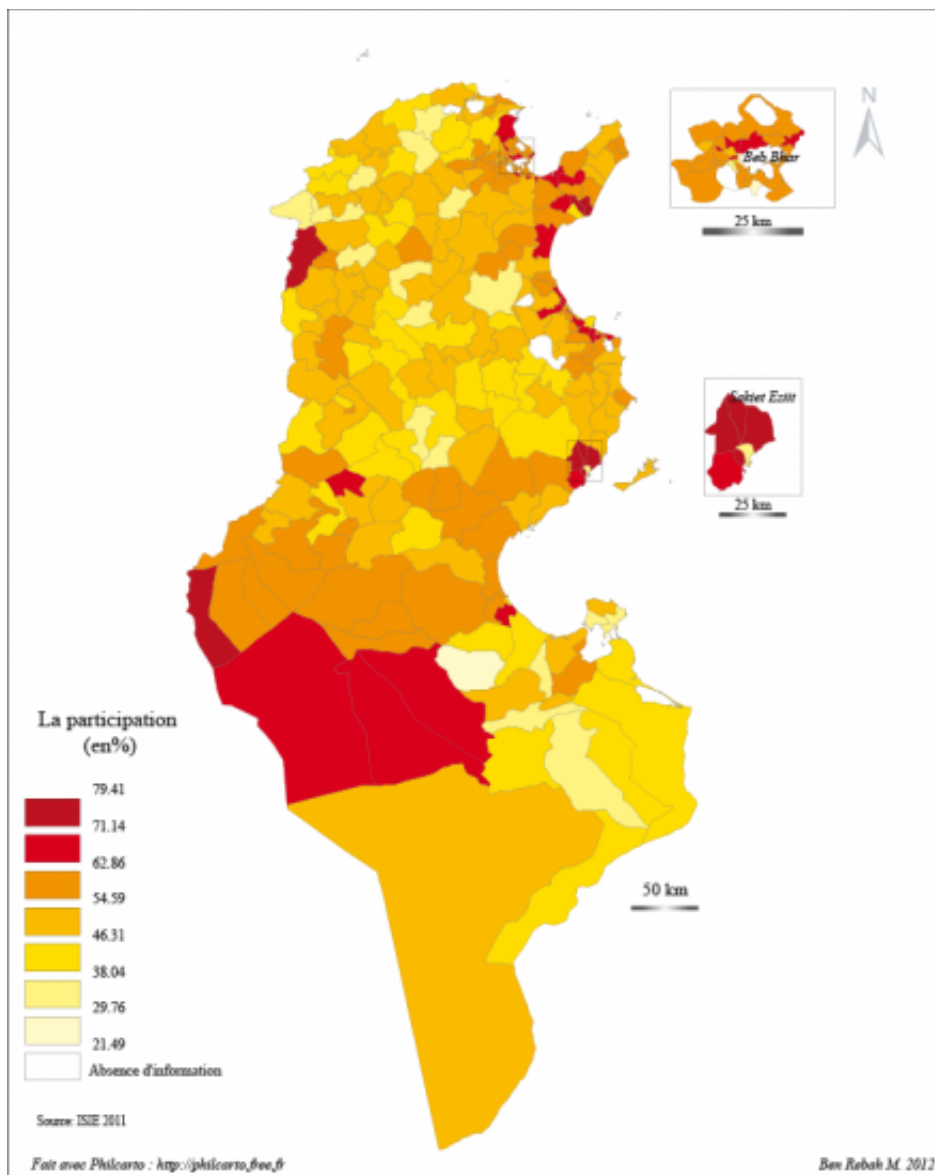 N
Beb Bhar
25 km
Sakiet Eziit
25 km
La participation
(en%)
79.41
71.14
62.86
54.59
46.31
38.04
29.76
21.49
Absence d'information
50 km
Source: ISIE 2011
Fait avec Philcarto : http://philcarto.free.fr
Ben Rebah M. 2012